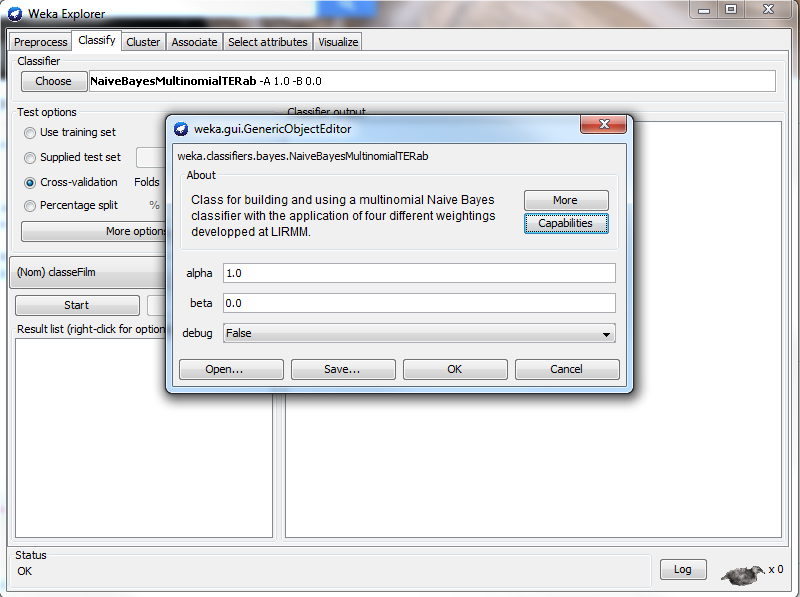 Weka Explorer
Preprocess Classify Cluster Associate Select attributes Visualize
Classifier
Choose NaiveBayesMultinomialTERab -A 1.0 -B 0.0
Test options
Use training set
Supplied test set
Cross-validation Folds
Percentage split %
More options
(Nom) classeFilm
Start
Result list (right-click for option
Classifier output
weka.gui.GenericObjectEditor
weka.classifiers.bayes.NaiveBayesMultinomialTERab
About
Class for building and using a multinomial Naive Bayes
classifier with the application of four different weightings
developped at LIRMM.
More
Capabilities
alpha 1.0
beta 0.0
debug False
Open... Save... OK Cancel
Status
OK
Log x 0